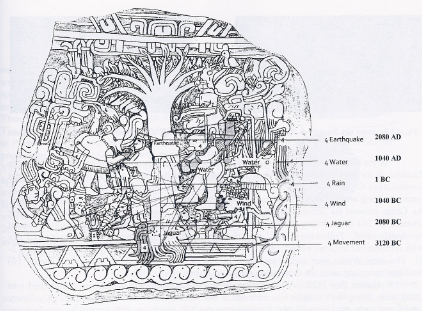 Earthquake
Water
Water
Wind
Jaguar
4 Earthquake 2080 AD
4 Water 1040 AD
4 Rain 1 BC
4 Wind 1040 BC
4 Jaguar 2080 BC
4 Movement 3120 BC